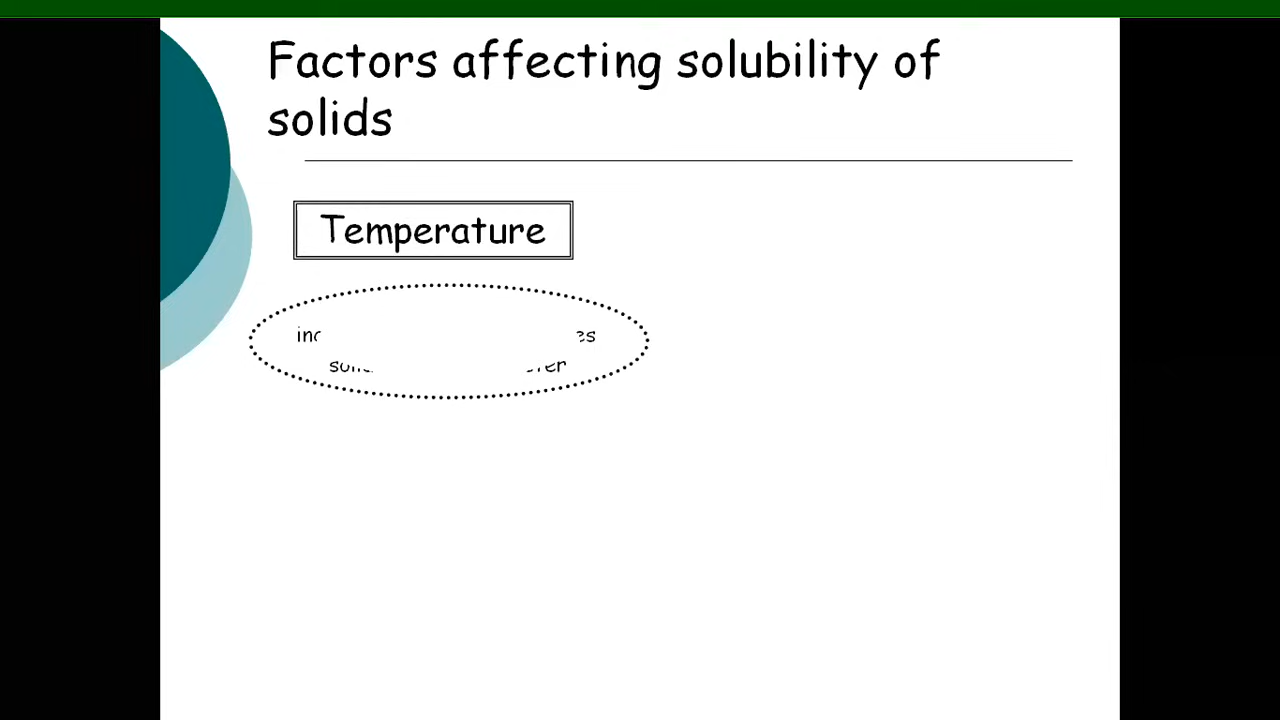 Factors affecting solubility of
solids
Temperature